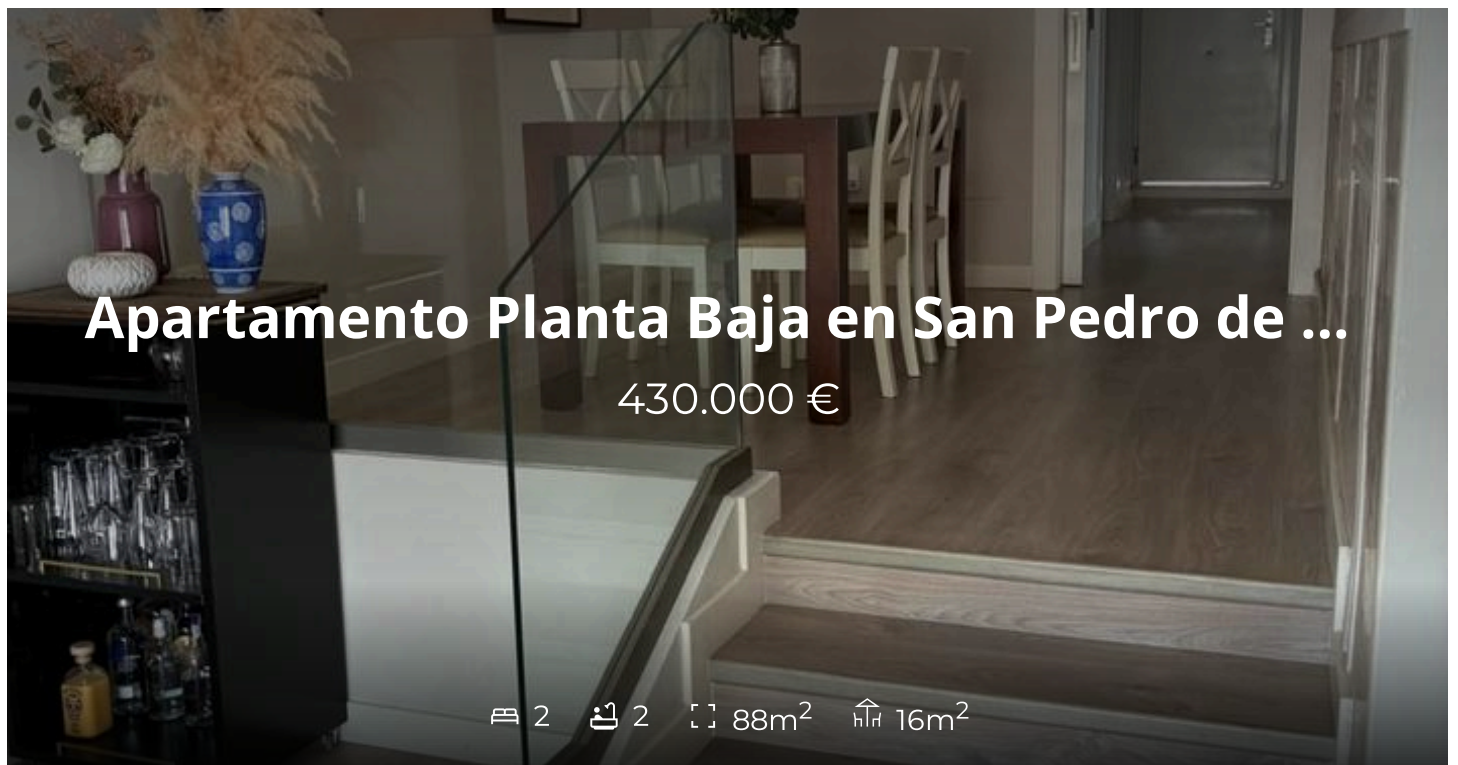 Apartamento Planta Baja en San Pedro de ...
430.000 €
2 2 88m² 16m²